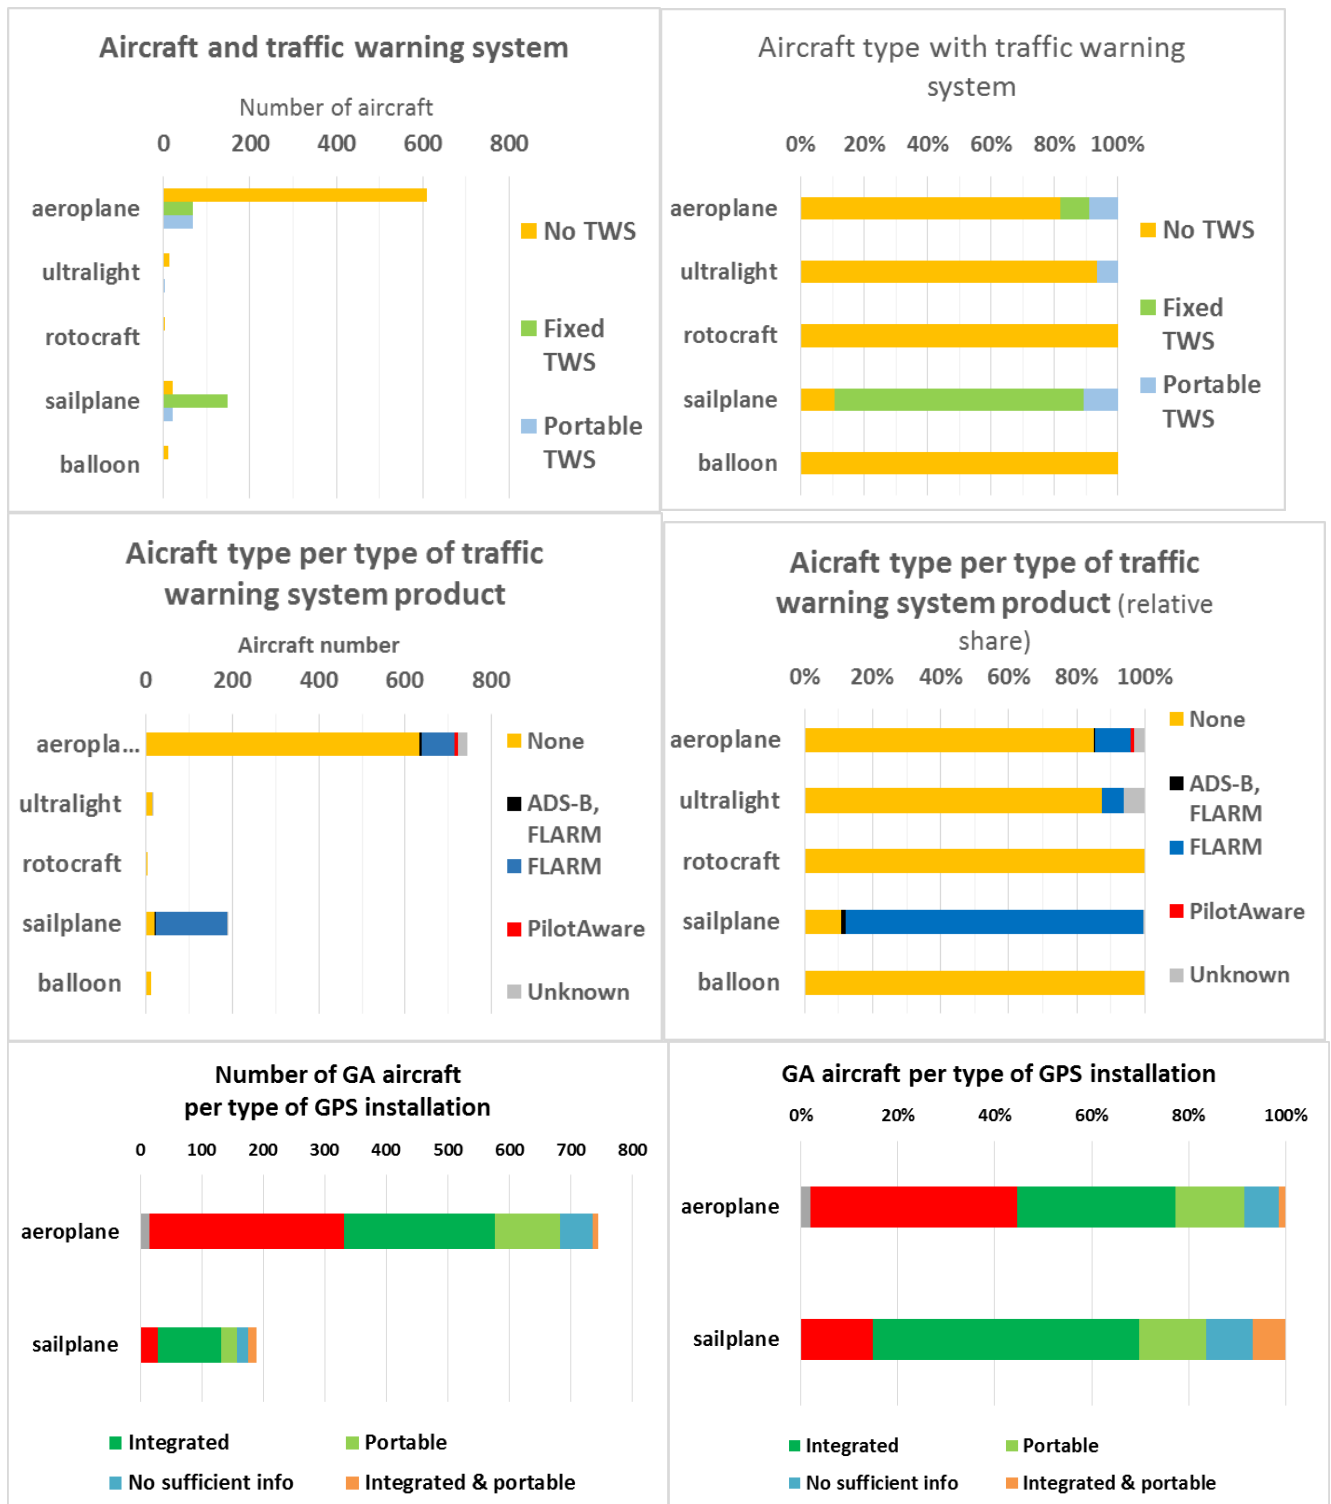 Aircraft and traffic warning system
Number of aircraft
0 200 400 600 800
aeroplane
ultralight
rotocraft
sailplane
balloon
No TWS
Fixed
TWS
Portable
TWS
Aircraft type with traffic warning
system
0% 20% 40% 60% 80% 100%
aeroplane
ultralight
rotocraft
sailplane
balloon
No TWS
Fixed
TWS
Portable
TWS
Aicraft type per type of traffic
warning system product
Aircraft number
0 200 400 600 800
aeropla...
ultralight
rotocraft
sailplane
balloon
None
ADS-B,
FLARM
FLARM
PilotAware
Unknown
Aicraft type per type of traffic
warning system product (relative
share)
0% 20% 40% 60% 80% 100%
aeroplane
ultralight
rotocraft
sailplane
balloon
None
ADS-B,
FLARM
FLARM
PilotAware
Unknown
Number of GA aircraft
per type of GPS installation
0 100 200 300 400 500 600 700 800
aeroplane
sailplane
Integrated Portable
No sufficient info Integrated & portable
GA aircraft per type of GPS installation
0% 20% 40% 60% 80% 100%
aeroplane
sailplane
Integrated Portable
No sufficient info Integrated & portable